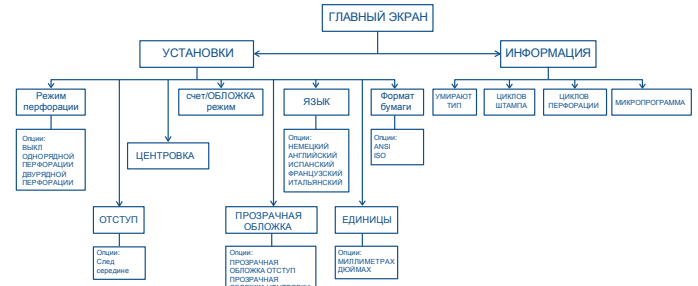 ГЛАВНЫЙ ЭКРАН
УСТАНОВКИ
ИНФОРМАЦИЯ
Режим
перфорации
счет/ОБЛОЖКА
режим
ЯЗЫК
Формат
бумаги
УМИРАЮТ
ТИП
ЦИКЛОВ
ШТАМПА
ЦИКЛОВ
ПЕРФОРАЦИИ
МИКРОПРОГРАММА
Опции:
ВЫКЛ
ОДНОРЯДНОЙ
ПЕРФОРАЦИИ
ДВУРЯДНОЙ
ПЕРФОРАЦИИ
ЦЕНТРОВКА
Опции:
НЕМЕЦКИЙ
АНГЛИЙСКИЙ
ИСПАНСКИЙ
ФРАНЦУЗСКИЙ
ИТАЛЬЯНСКИЙ
Опции:
ANSI
ISO
ОТСТУП
ПРОЗРАЧНАЯ
ОБЛОЖКА
ЕДИНИЦЫ
Опции:
След
середине
Опции:
ПРОЗРАЧНАЯ
ОБЛОЖКА ОТСТУП
ПРОЗРАЧНАЯ
ОБЛОЖКА ЦЕНТРОВКА
Опции:
МИЛЛИМЕТРАХ
ДЮЙМАХ